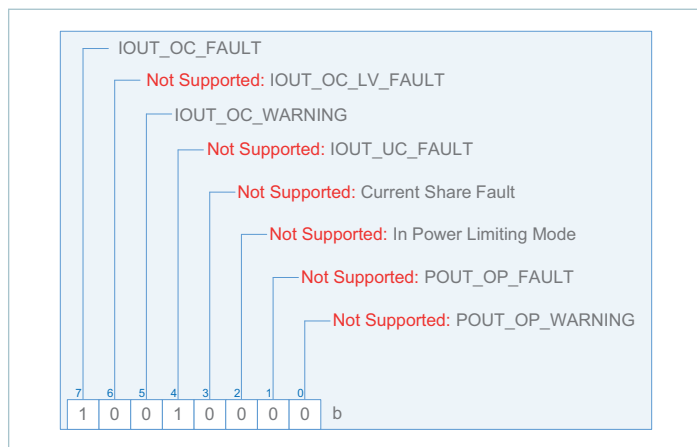 IOUT_OC_FAULT
Not Supported: IOUT_OC_LV_FAULT
IOUT_OC_WARNING
Not Supported: IOUT_UC_FAULT
Not Supported: Current Share Fault
Not Supported: In Power Limiting Mode
Not Supported: POUT_OP_FAULT
Not Supported: POUT_OP_WARNING
7 6 5 4 3 2 1 0
1 0 0 1 0 0 0 0 b